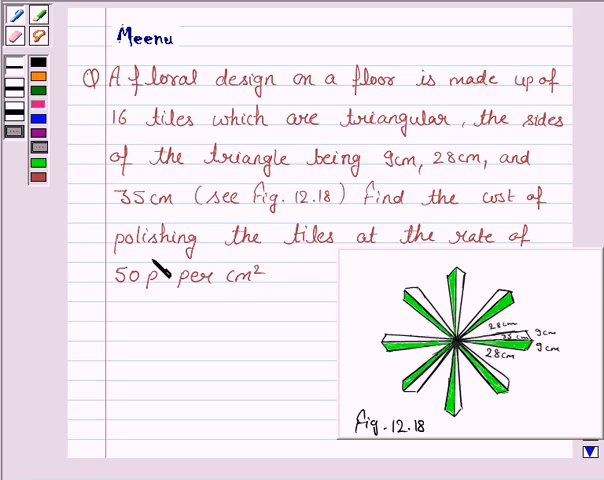 Meenu
Q A floral design on a floor is made up of
16 tiles which are triangular, the sides
of the triangle being 9cm, 28cm, and
35cm (see fig. 12.18) find the cost of
polishing the tiles at the rate of
50 p per cm²
28cm
9cm
35 cm
9cm
28cm
fig. 12.18